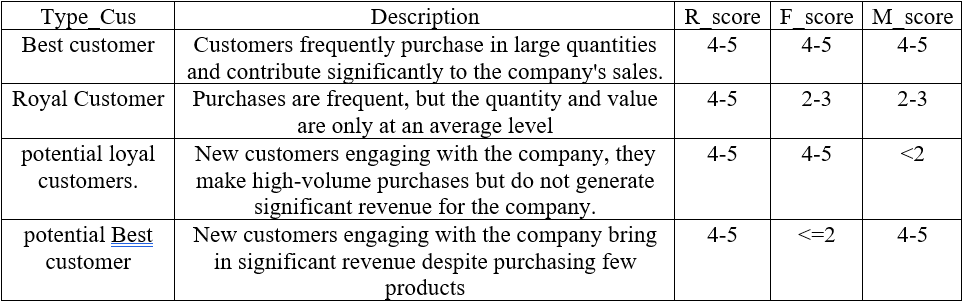 Type_Cus Description R_score F_score M_score
Best customer Customers frequently purchase in large quantities 4-5 4-5 4-5
and contribute significantly to the company's sales.
Royal Customer Purchases are frequent, but the quantity and value 4-5 2-3 2-3
are only at an average level
potential loyal New customers engaging with the company, they 4-5 4-5 <2
customers. make high-volume purchases but do not generate
significant revenue for the company.
potential Best New customers engaging with the company bring 4-5 <=2 4-5
customer in significant revenue despite purchasing few
products